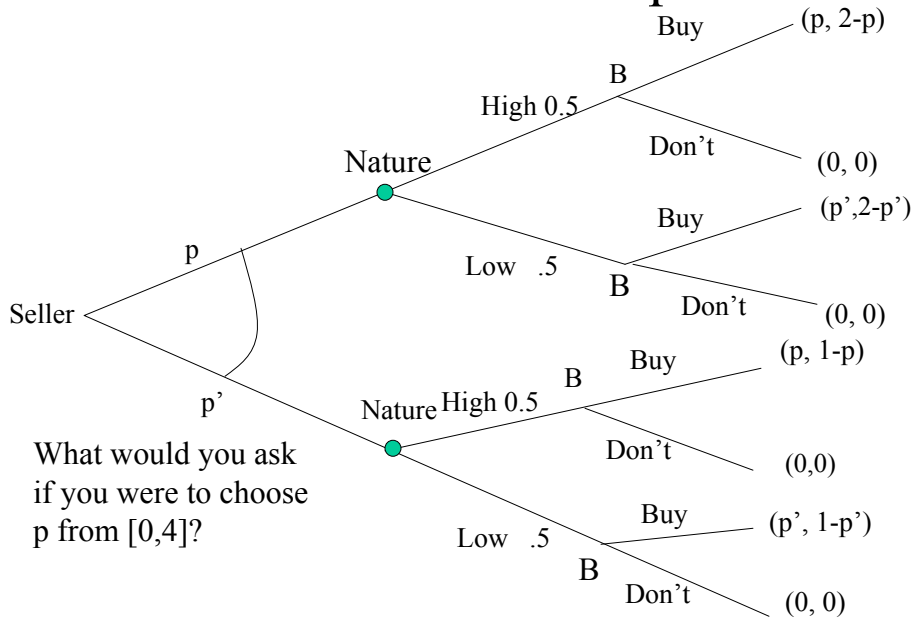 Buy
(p, 2-p)
B
High 0.5
Don’t
(0, 0)
Nature
Buy
(p’,2-p’)
p
Low .5
B
Don’t
(0, 0)
Seller
(p, 1-p)
Buy
B
p’
Nature
High 0.5
Don’t
(0,0)
What would you ask
if you were to choose
p from [0,4]?
Buy
(p’, 1-p’)
Low .5
B
Don’t
(0, 0)